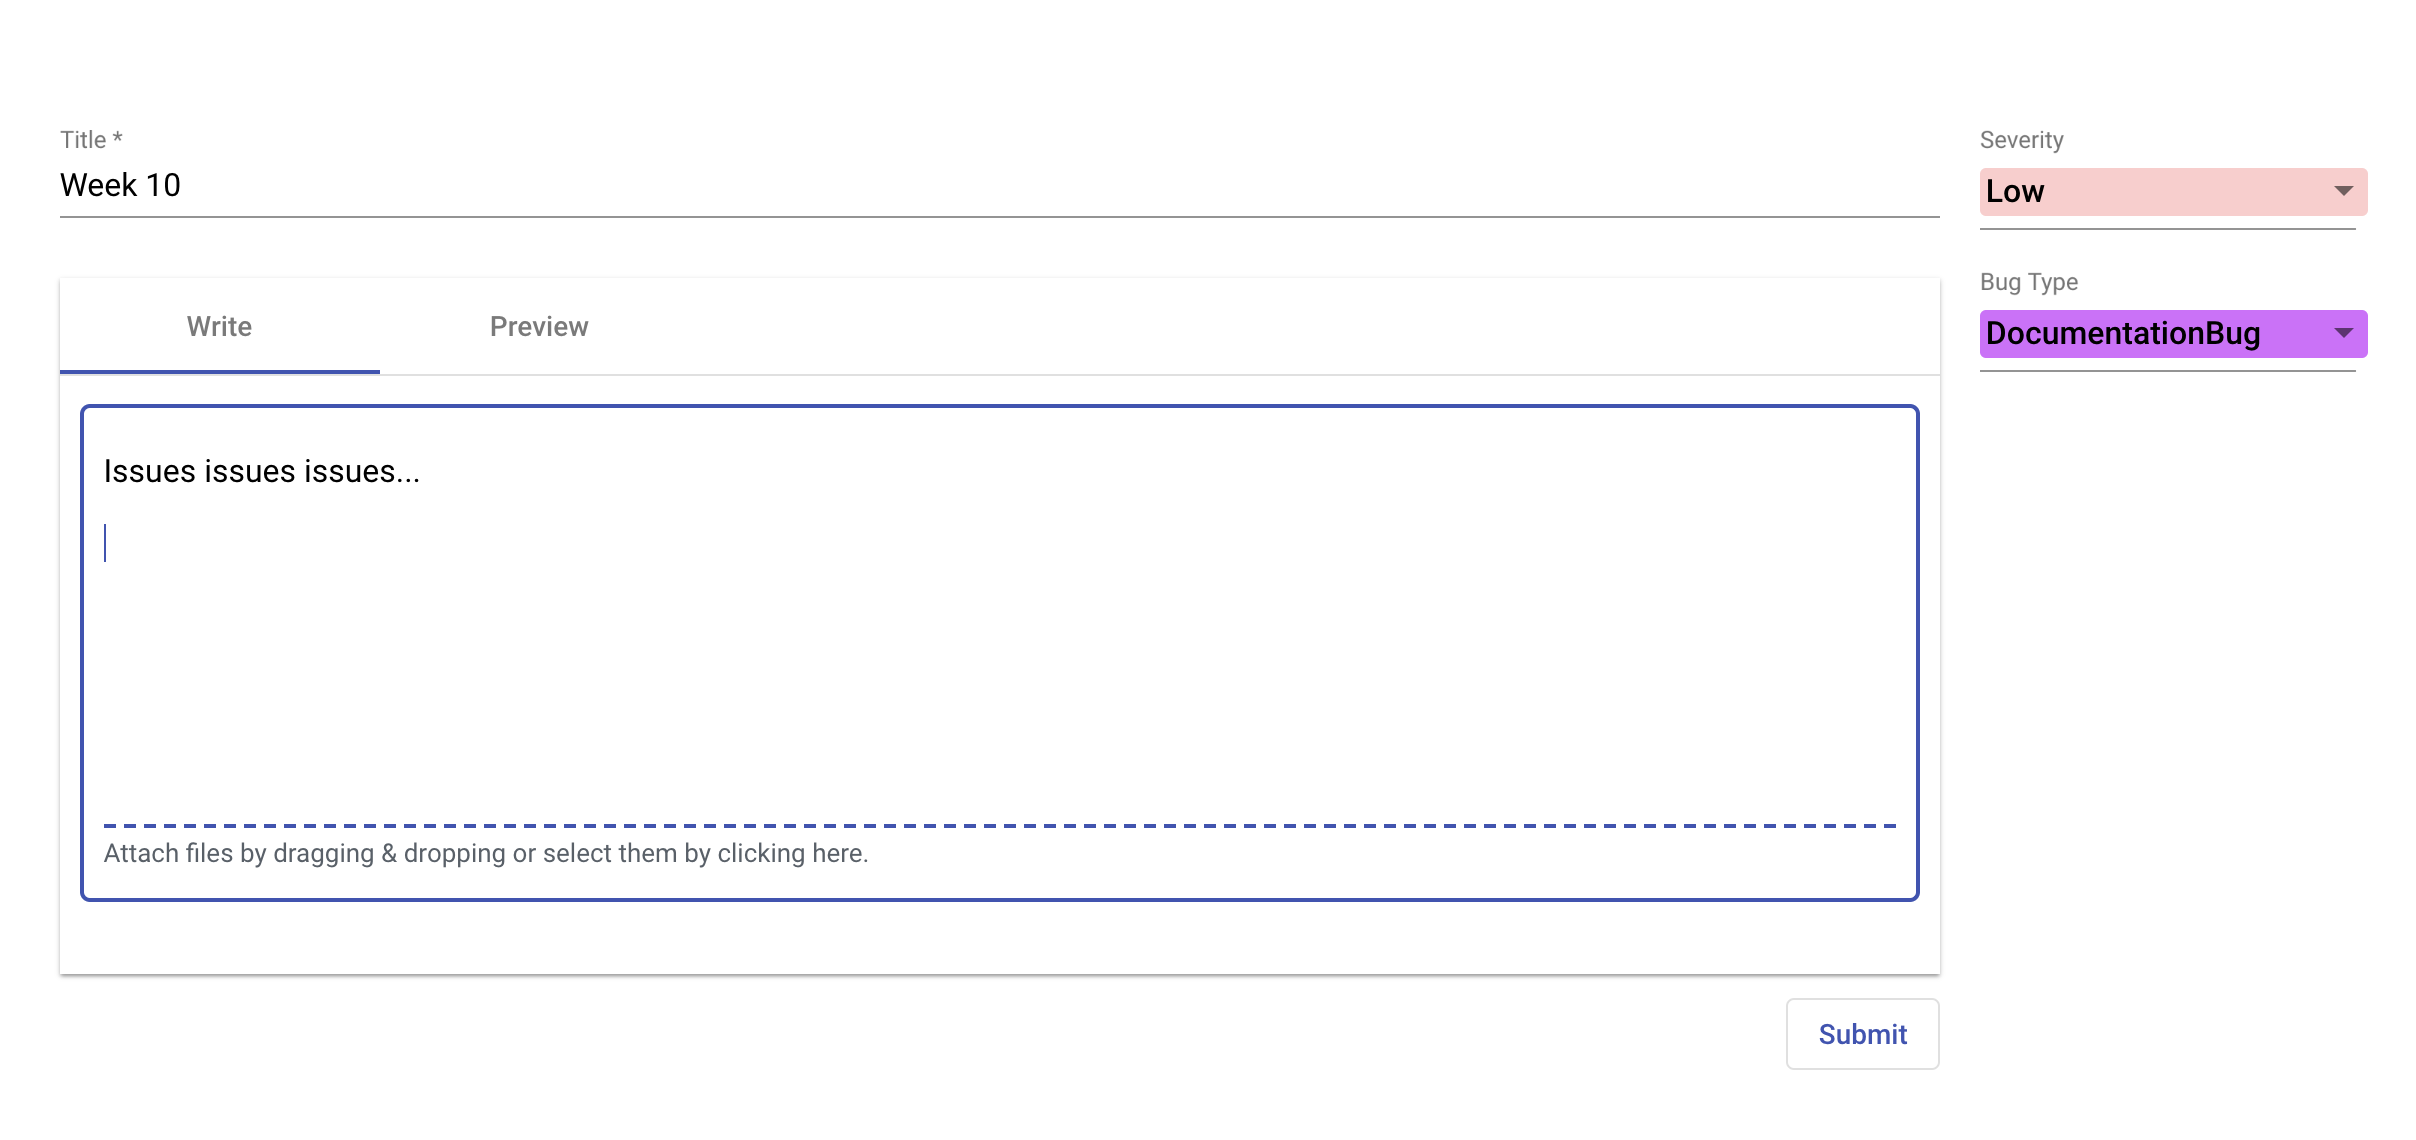 Title *
Week 10
Severity
Low
Bug Type
DocumentationBug
Write
Preview
Issues issues issues...
Attach files by dragging & dropping or select them by clicking here.
Submit